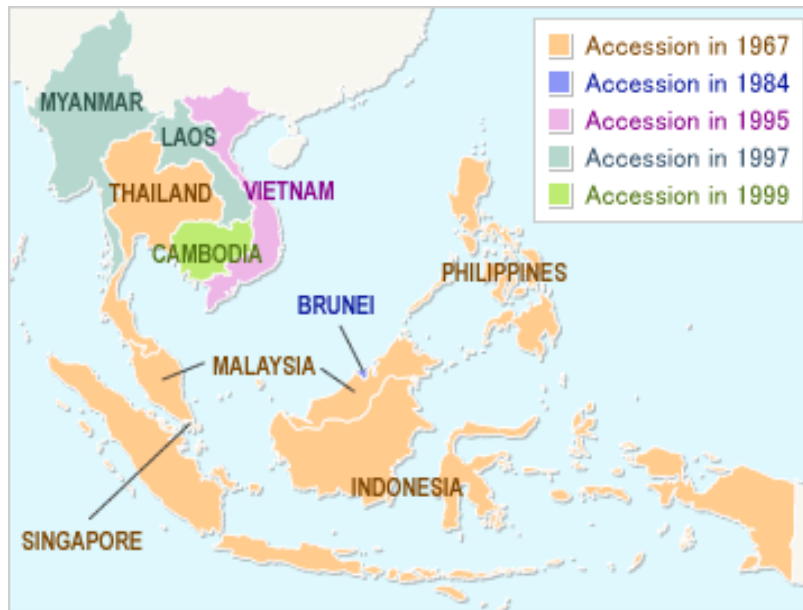 Accession in 1967
Accession in 1984
Accession in 1995
Accession in 1997
Accession in 1999
MYANMAR
LAOS
THAILAND
VIETNAM
CAMBODIA
PHILIPPINES
BRUNEI
MALAYSIA
INDONESIA
SINGAPORE